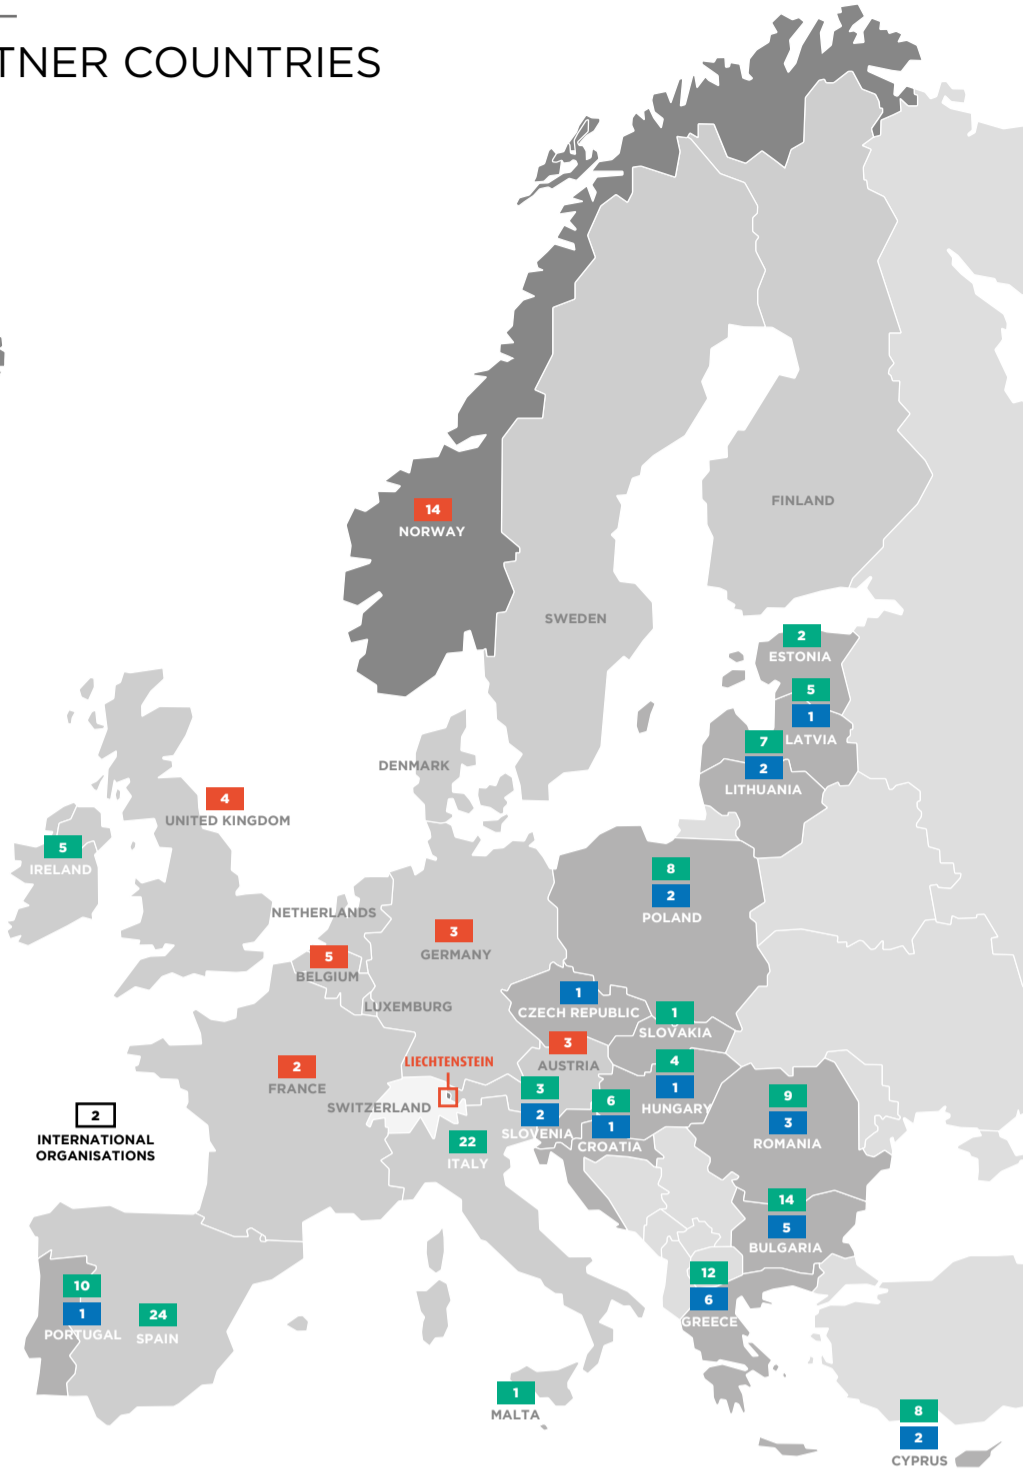 TNER COUNTRIES
14
NORWAY
FINLAND
SWEDEN
2
ESTONIA
5
1
LATVIA
7
2
LITHUANIA
DENMARK
4
UNITED KINGDOM
5
IRELAND
8
2
POLAND
NETHERLANDS
3
GERMANY
5
BELGIUM
LUXEMBURG
1
CZECH REPUBLIC
1
SLOVAKIA
3
AUSTRIA
2
FRANCE
LIECHTENSTEIN
SWITZERLAND
4
1
HUNGARY
3
2
SLOVENIA
6
1
CROATIA
9
3
ROMANIA
2
INTERNATIONAL
ORGANISATIONS
22
ITALY
14
5
BULGARIA
12
6
GREECE
10
1
PORTUGAL
24
SPAIN
1
MALTA
8
2
CYPRUS